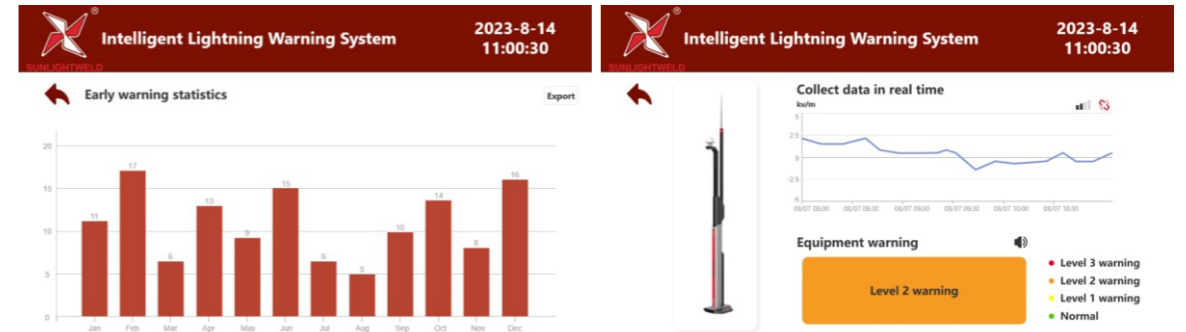 ®
Intelligent Lightning Warning System
2023-8-14
11:00:30
SUNLIGHTWELD
Early warning statistics
Export
20
15
10
5
0
11
17
6
13
9
15
6
5
10
14
8
16
Jan Feb Mar Apr May Jun Jul Aug Sep Oct Nov Dec
®
Intelligent Lightning Warning System
2023-8-14
11:00:30
SUNLIGHTWELD
Collect data in real time
kv/m
5
2.5
0
-2.5
-5
08/07 08:00 08/07 08:30 08/07 09:00 08/07 09:30 08/07 10:00 08/07 10:30
Equipment warning
Level 2 warning
Level 3 warning
Level 2 warning
Level 1 warning
Normal